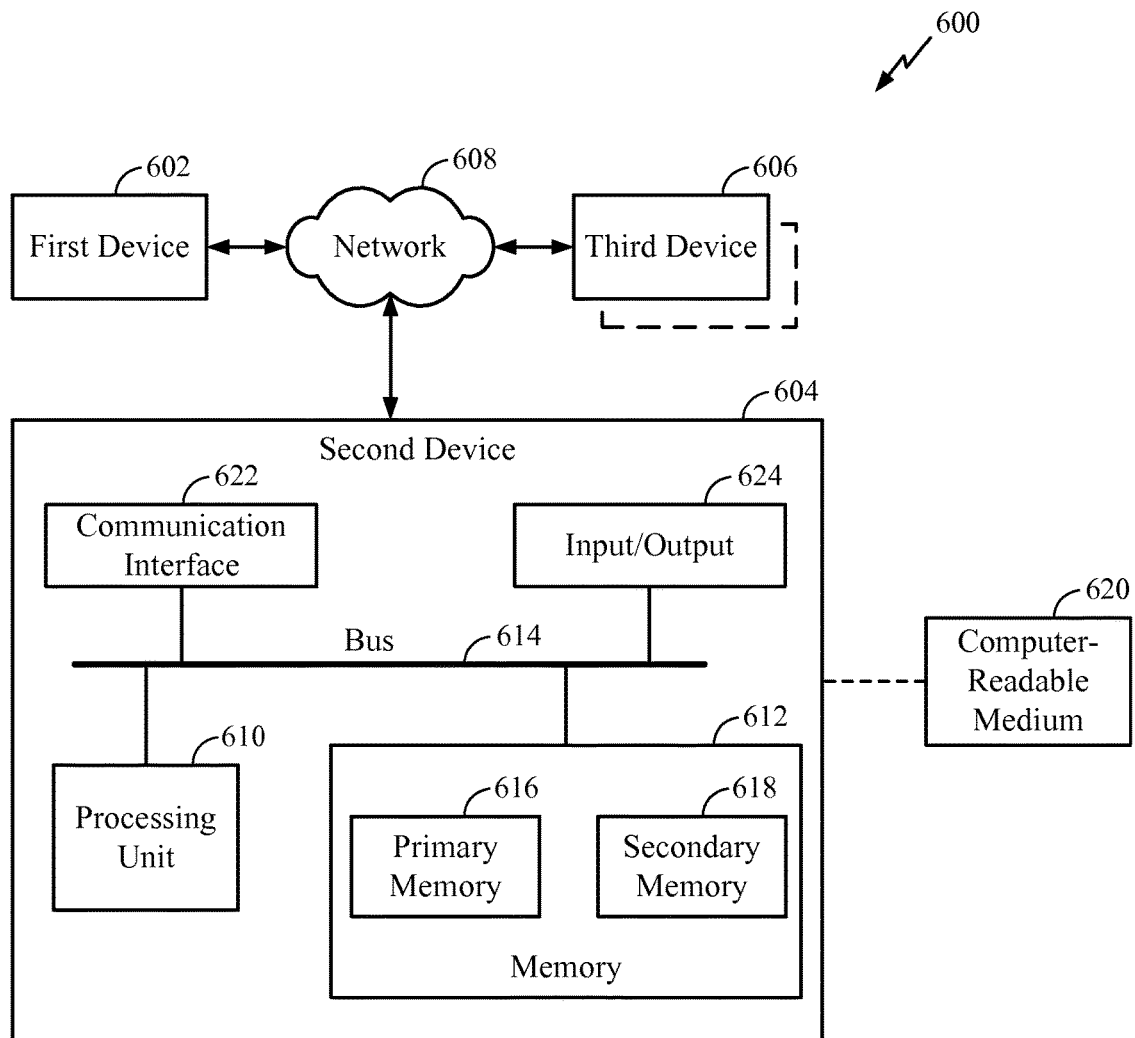 600
602
608
606
First Device
Network
Third Device
604
Second Device
622
624
Communication
Interface
Input/Output
620
Computer-
Readable
Medium
Bus
614
610
612
Processing
Unit
616
618
Primary
Memory
Secondary
Memory
Memory